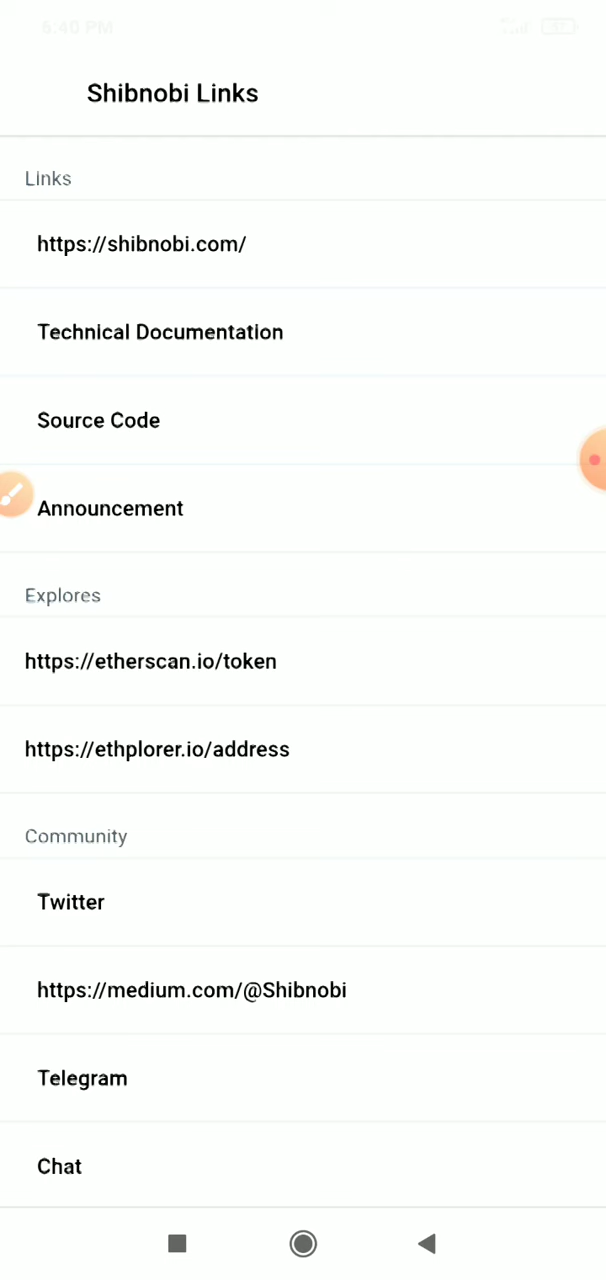 6:40 PM
Shibnobi Links
Links
https://shibnobi.com/
Technical Documentation
Source Code
Announcement
Explores
https://etherscan.io/token
https://ethplorer.io/address
Community
Twitter
https://medium.com/@Shibnobi
Telegram
Chat